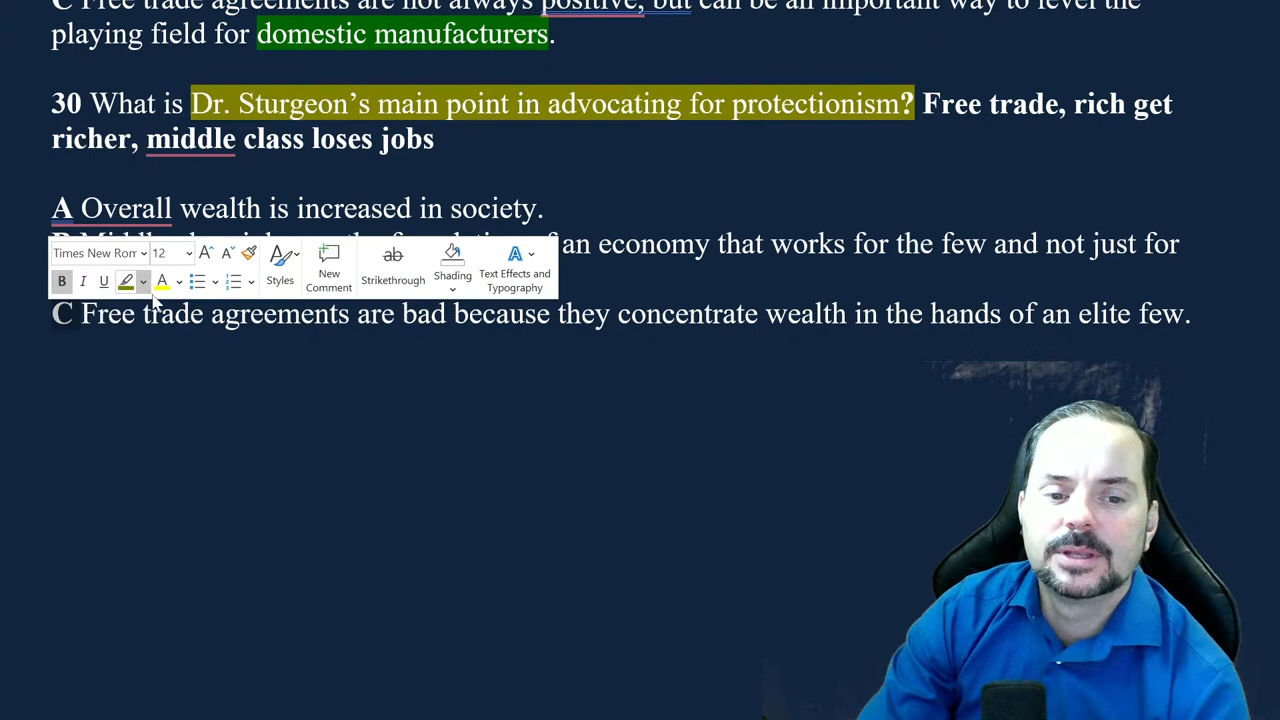 C Free trade agreements are not always positive, but can be an important way to level the
playing field for domestic manufacturers.
30 What is Dr. Sturgeon’s main point in advocating for protectionism? Free trade, rich get
richer, middle class loses jobs
A Overall wealth is increased in society.
an economy that works for the few and not just for
Times New Rom 12
Styles
New Comment
Strikethrough
Shading
Text Effects and Typography
C Free trade agreements are bad because they concentrate wealth in the hands of an elite few.